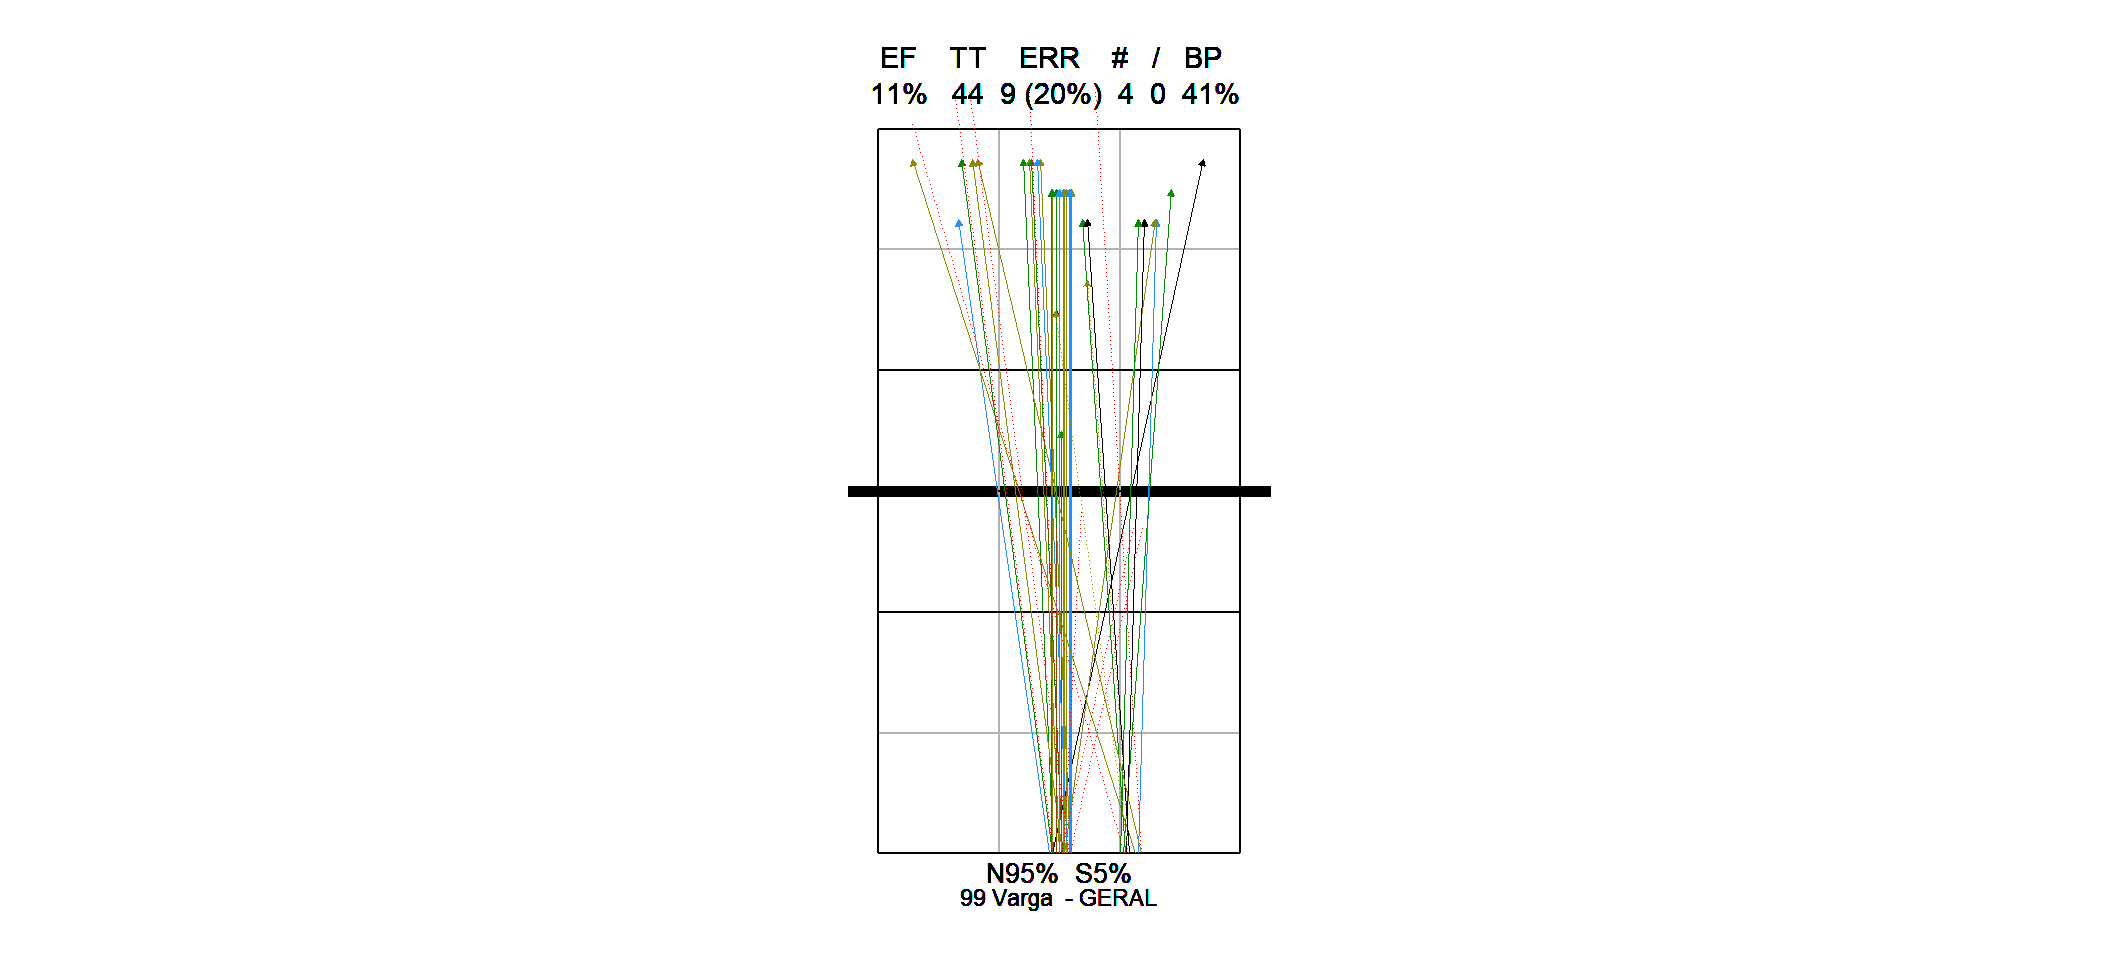 EF TT ERR # / BP
11% 44 9 (20%) 4 0 41%
N95% S5%
99 Varga - GERAL